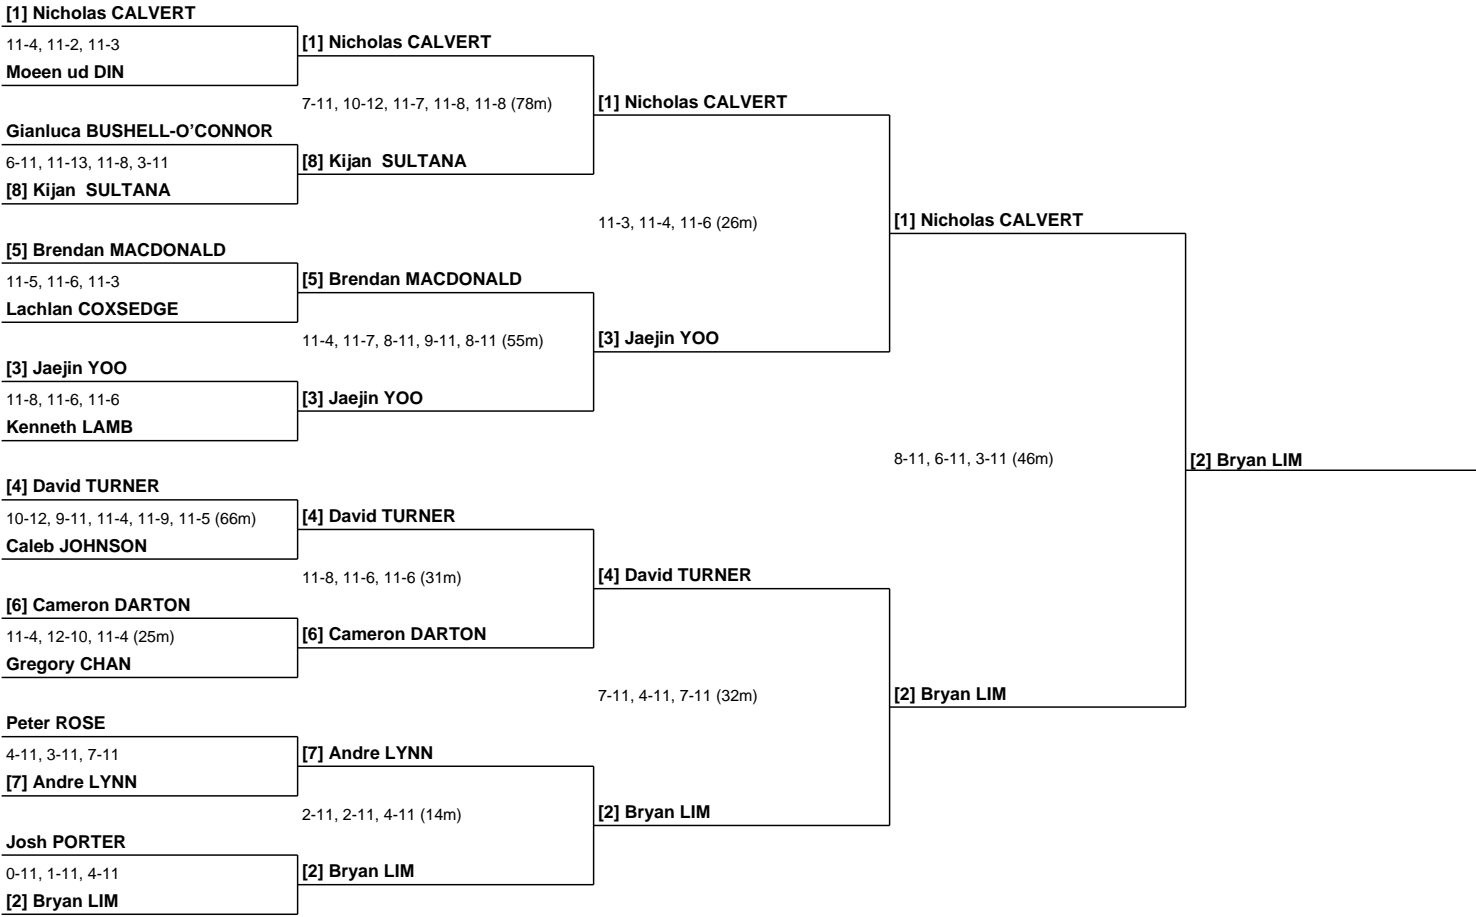 [1] Nicholas CALVERT
11-4, 11-2, 11-3
Moeen ud DIN
Gianluca BUSHELL-O'CONNOR
6-11, 11-13, 11-8, 3-11
[8] Kijan  SULTANA
[5] Brendan MACDONALD
11-5, 11-6, 11-3
Lachlan COXSEDGE
[3] Jaejin YOO
11-8, 11-6, 11-6
Kenneth LAMB
[4] David TURNER
10-12, 9-11, 11-4, 11-9, 11-5 (66m)
Caleb JOHNSON
[6] Cameron DARTON
11-4, 12-10, 11-4 (25m)
Gregory CHAN
Peter ROSE
4-11, 3-11, 7-11
[7] Andre LYNN
Josh PORTER
0-11, 1-11, 4-11
[2] Bryan LIM
[1] Nicholas CALVERT
7-11, 10-12, 11-7, 11-8, 11-8 (78m)
[8] Kijan  SULTANA
[5] Brendan MACDONALD
11-4, 11-7, 8-11, 9-11, 8-11 (55m)
[3] Jaejin YOO
[4] David TURNER
11-8, 11-6, 11-6 (31m)
[6] Cameron DARTON
[7] Andre LYNN
2-11, 2-11, 4-11 (14m)
[2] Bryan LIM
[1] Nicholas CALVERT
11-3, 11-4, 11-6 (26m)
[3] Jaejin YOO
[4] David TURNER
7-11, 4-11, 7-11 (32m)
[2] Bryan LIM
[1] Nicholas CALVERT
8-11, 6-11, 3-11 (46m)
[2] Bryan LIM
[2] Bryan LIM